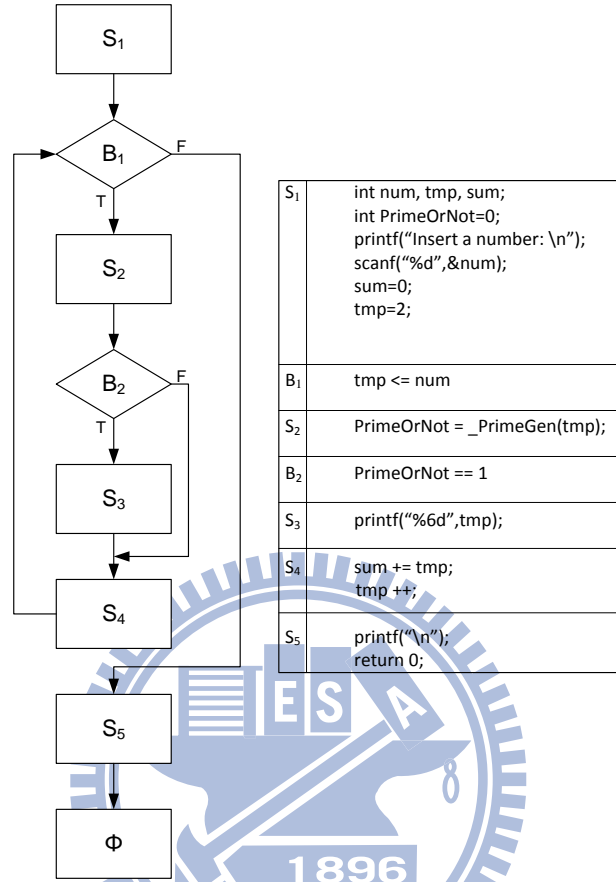 S1
B1
F
T
S2
B2
F
T
S3
S4
S5
Φ
S1 int num, tmp, sum;
int PrimeOrNot=0;
printf(“Insert a number: \n”);
scanf(“%d”,&num);
sum=0;
tmp=2;
B1 tmp <= num
S2 PrimeOrNot = _PrimeGen(tmp);
B2 PrimeOrNot == 1
S3 printf(“%6d”,tmp);
S4 sum += tmp;
tmp ++;
S5 printf(“\n”);
return 0;
E S A
1896